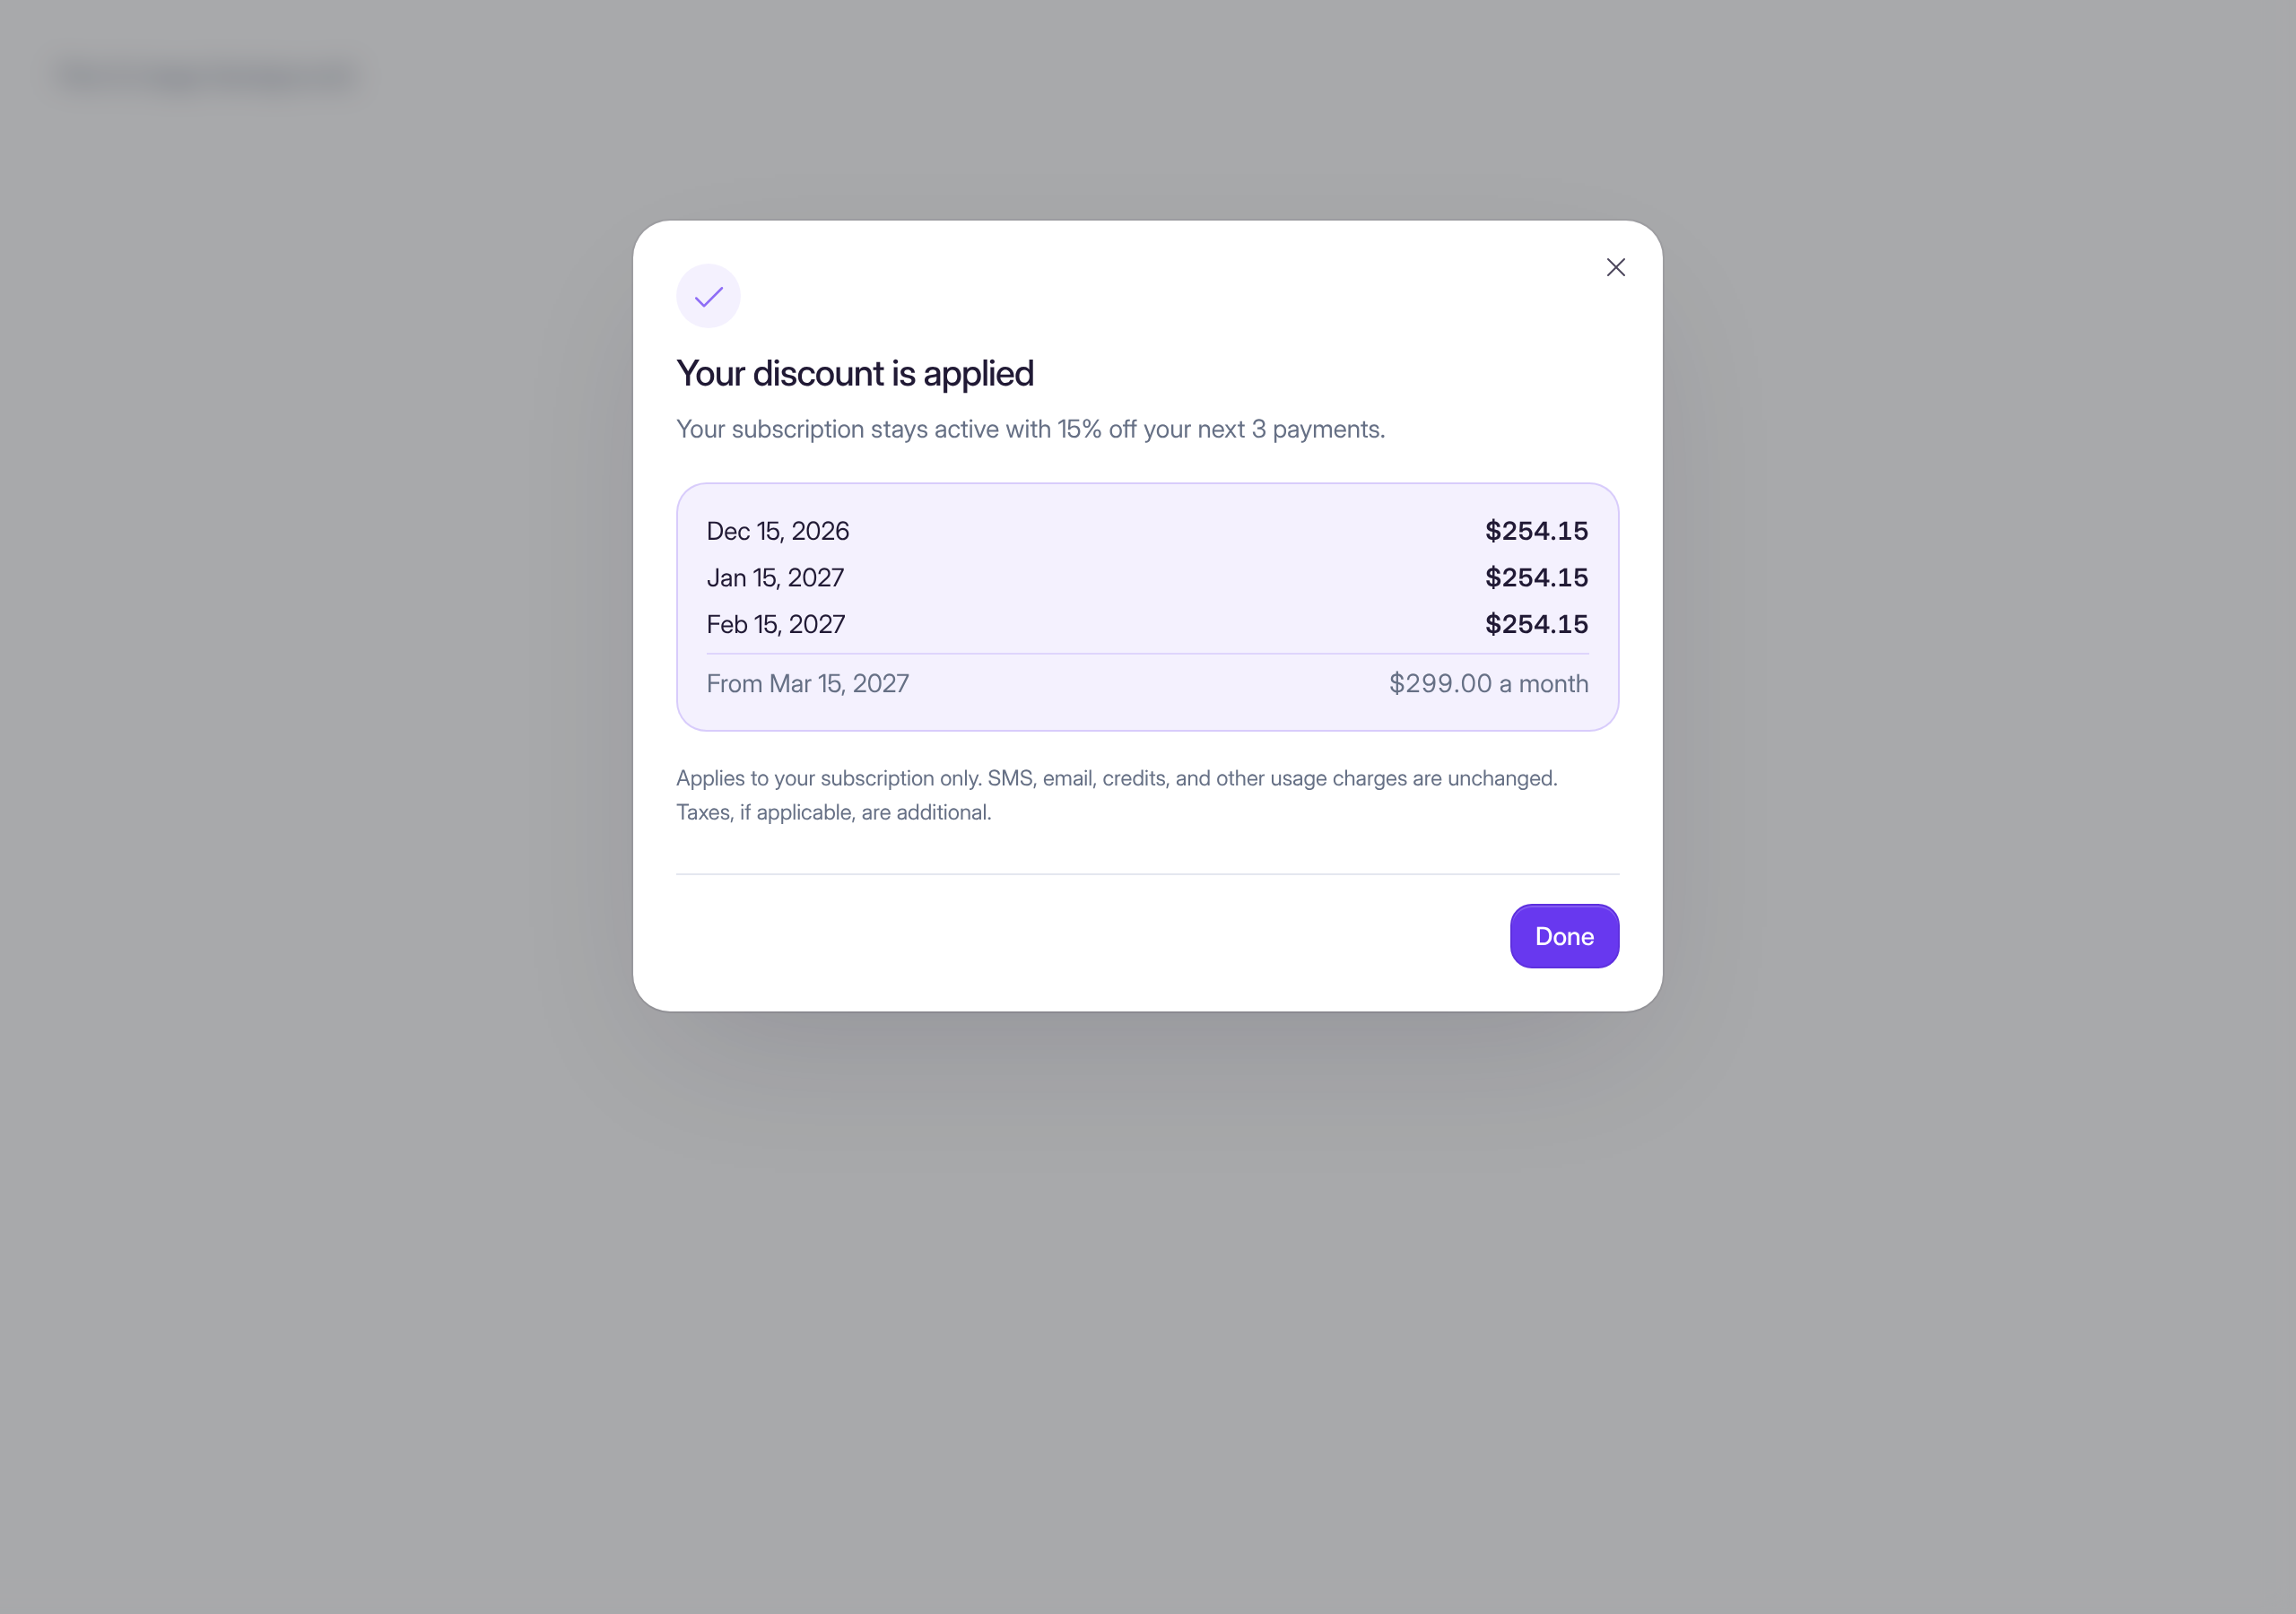 Your discount is applied
Your subscription stays active with 15% off your next 3 payments.
Dec 15, 2026 $254.15
Jan 15, 2027 $254.15
Feb 15, 2027 $254.15
From Mar 15, 2027 $299.00 a month
Applies to your subscription only. SMS, email, credits, and other usage charges are unchanged.
Taxes, if applicable, are additional.
Done